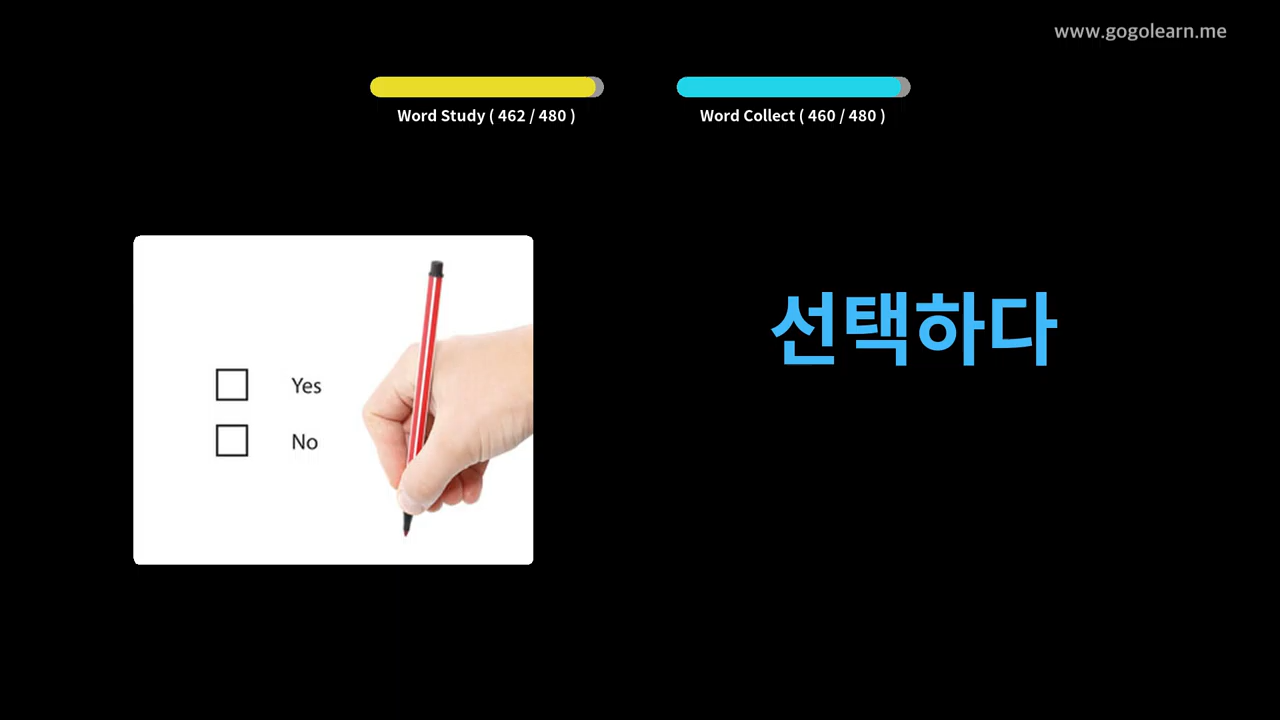 www.gogolearn.me
Word Study ( 462 / 480 )
Word Collect ( 460 / 480 )
선택하다
Yes
No